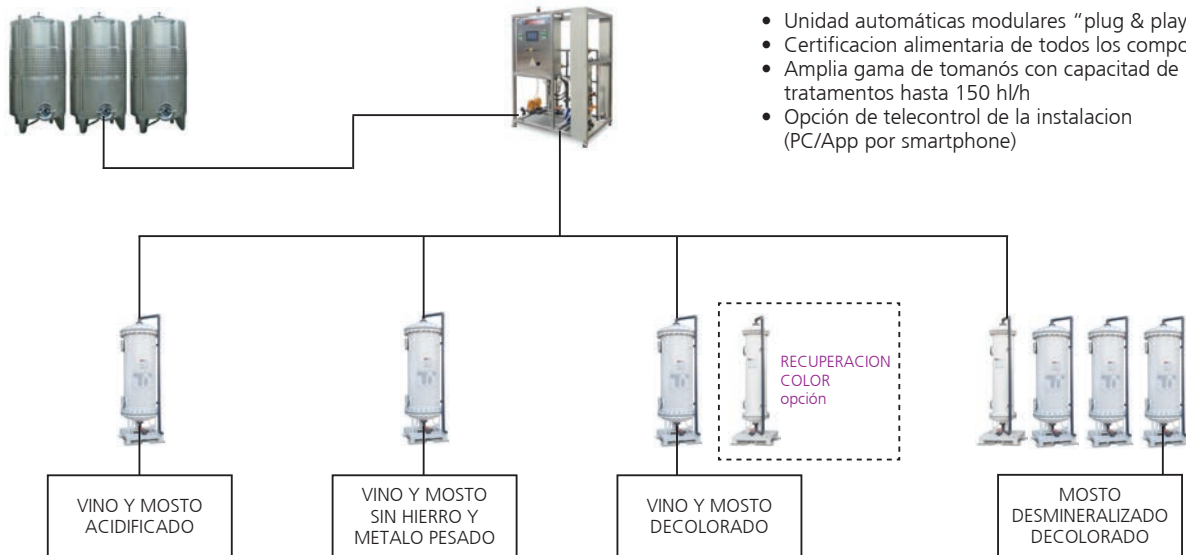 • Unidad automáticas modulares “plug & play
• Certificacion alimentaria de todos los compo
• Amplia gama de tomanós con capacitad de
tratamentos hasta 150 hl/h
• Opción de telecontrol de la instalacion
(PC/App por smartphone)
RECUPERACION
COLOR
opción
VINO Y MOSTO
ACIDIFICADO
VINO Y MOSTO
SIN HIERRO Y
METALO PESADO
VINO Y MOSTO
DECOLORADO
MOSTO
DESMINERALIZADO
DECOLORADO